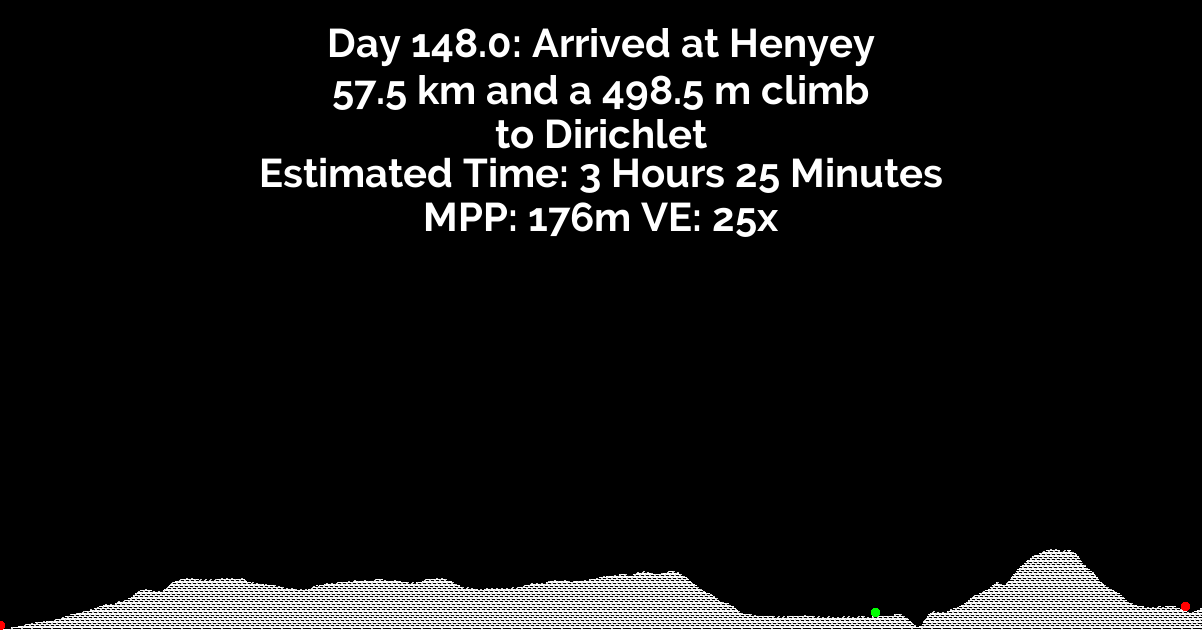 Day 148.0: Arrived at Henyey
57.5 km and a 498.5 m climb
to Dirichlet
Estimated Time: 3 Hours 25 Minutes
MPP: 176m VE: 25x